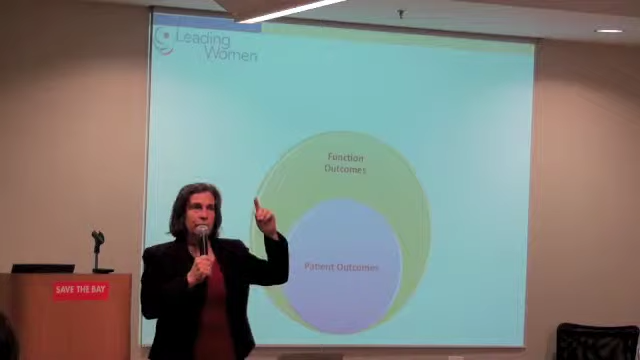 Leading
Women
Function
Outcomes
Patient Outcomes
SAVE THE BAY